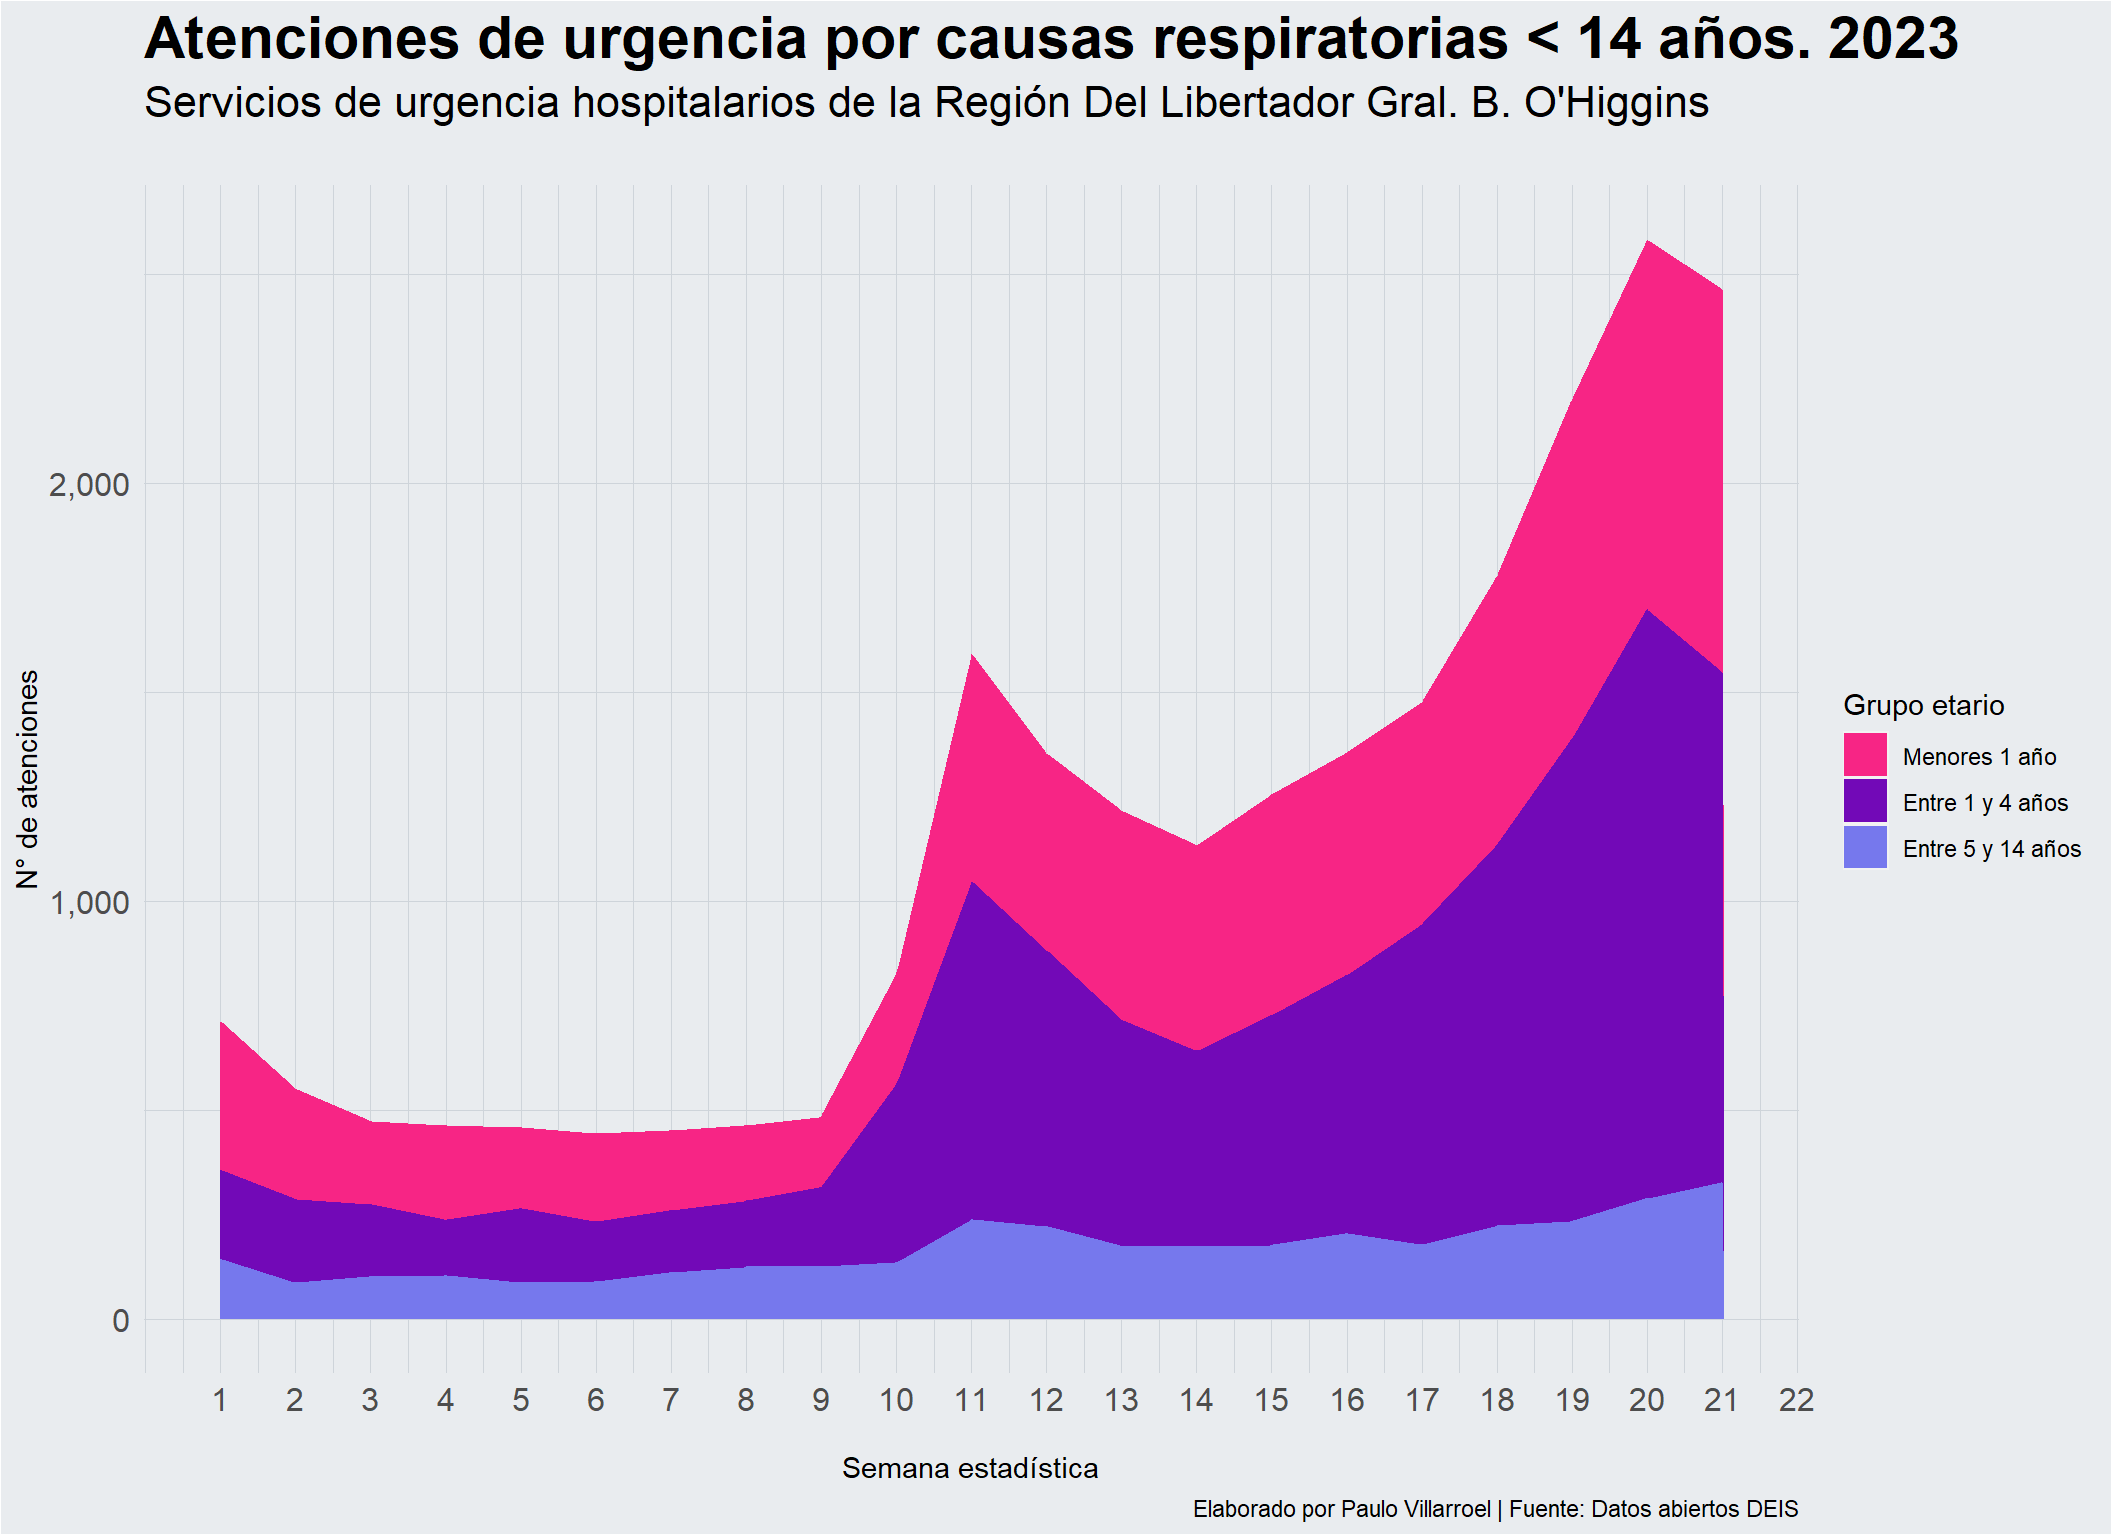 Atenciones de urgencia por causas respiratorias < 14 años. 2023
Servicios de urgencia hospitalarios de la Región Del Libertador Gral. B. O'Higgins
N° de atenciones
2,000
1,000
0
1 2 3 4 5 6 7 8 9 10 11 12 13 14 15 16 17 18 19 20 21 22
Semana estadística
Grupo etario
Menores 1 año
Entre 1 y 4 años
Entre 5 y 14 años
Elaborado por Paulo Villarroel | Fuente: Datos abiertos DEIS